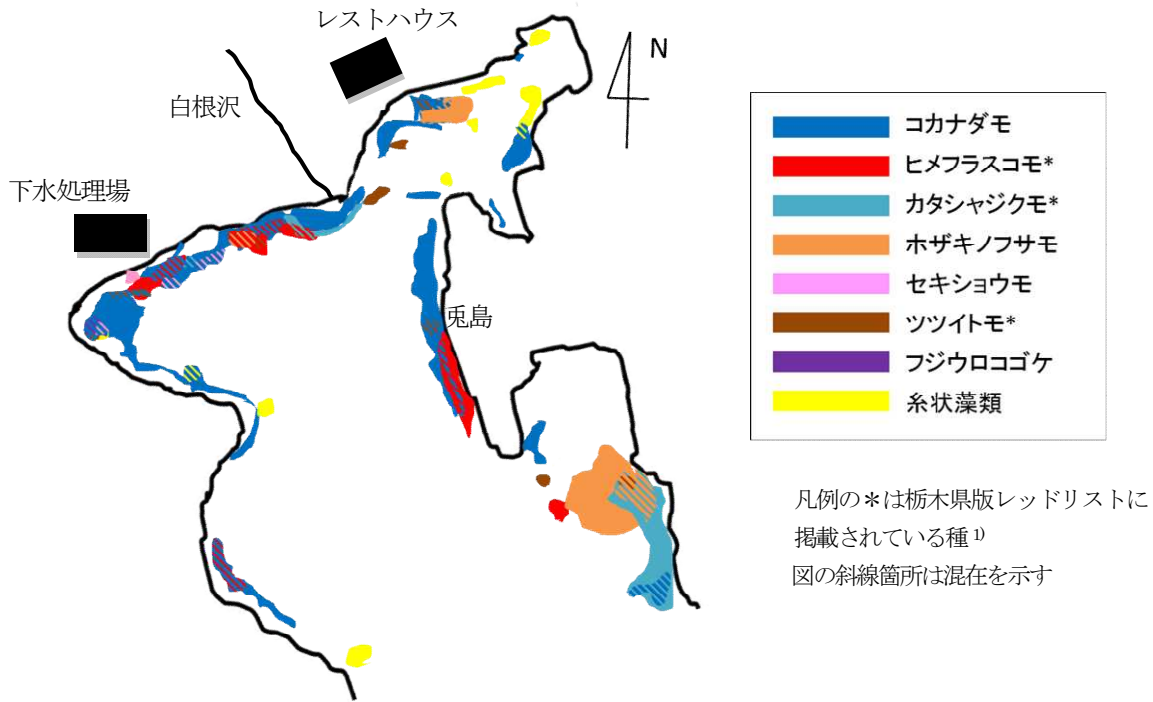 レストハウス
N
白根沢
下水処理場
兎島
コカナダモ
ヒメフラスコモ*
カタシャジクモ*
ホザキノフサモ
セキショウモ
ツツイトモ*
フジウロコゴケ
糸状藻類
凡例の＊は栃木県版レッドリストに
掲載されている種 1)
図の斜線箇所は混在を示す